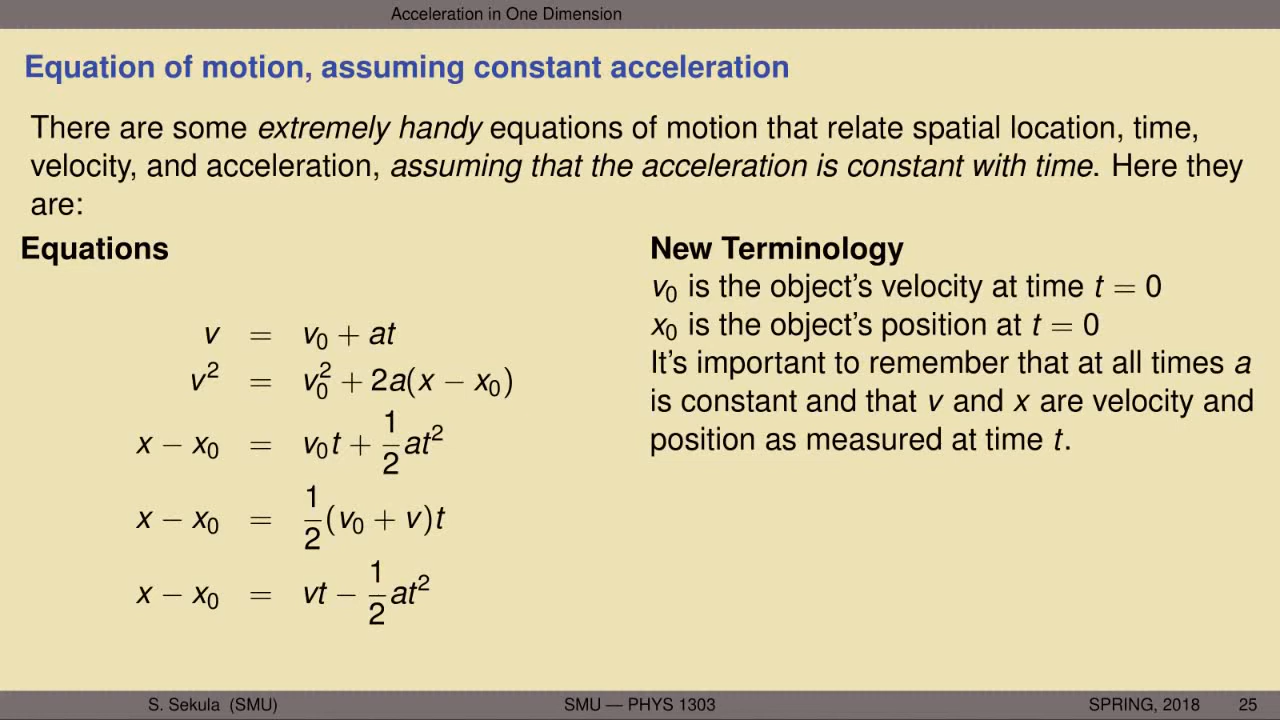 Acceleration in One Dimension
Equation of motion, assuming constant acceleration
There are some extremely handy equations of motion that relate spatial location, time,
velocity, and acceleration, assuming that the acceleration is constant with time. Here they
are:
Equations
v = v₀ + at
v² = v₀² + 2a(x − x₀)
x − x₀ = v₀t + 1/2 at²
x − x₀ = 1/2 (v₀ + v)t
x − x₀ = vt − 1/2 at²
New Terminology
v₀ is the object's velocity at time t = 0
x₀ is the object's position at t = 0
It's important to remember that at all times a
is constant and that v and x are velocity and
position as measured at time t.
S. Sekula (SMU) SMU — PHYS 1303 SPRING, 2018 25